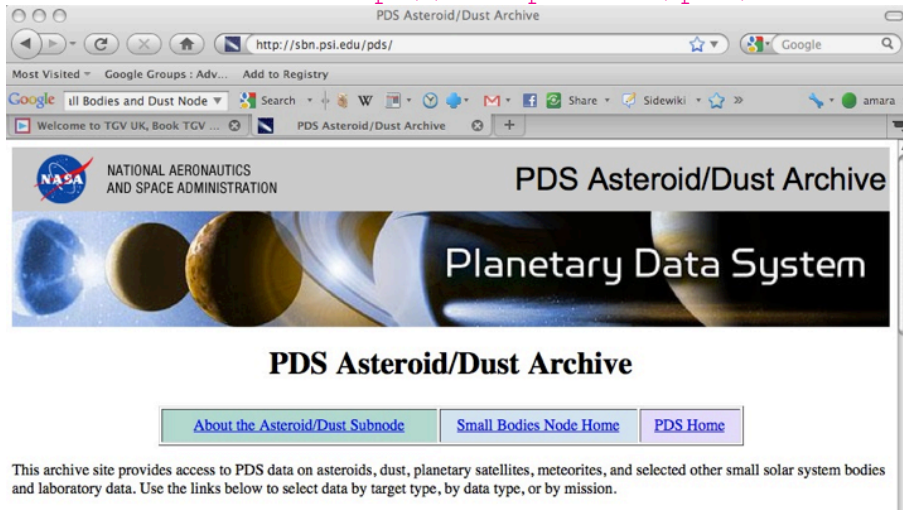 PDS Asteroid/Dust Archive
http://sbn.psi.edu/pds/
Google
Most Visited Google Groups : Adv... Add to Registry
Google ill Bodies and Dust Node Search W Share Sidewiki amara
Welcome to TGV UK, Book TGV ... PDS Asteroid/Dust Archive
NASA
NATIONAL AERONAUTICS
AND SPACE ADMINISTRATION
PDS Asteroid/Dust Archive
Planetary Data System
PDS Asteroid/Dust Archive
About the Asteroid/Dust Subnode Small Bodies Node Home PDS Home
This archive site provides access to PDS data on asteroids, dust, planetary satellites, meteorites, and selected other small solar system bodies
and laboratory data. Use the links below to select data by target type, by data type, or by mission.